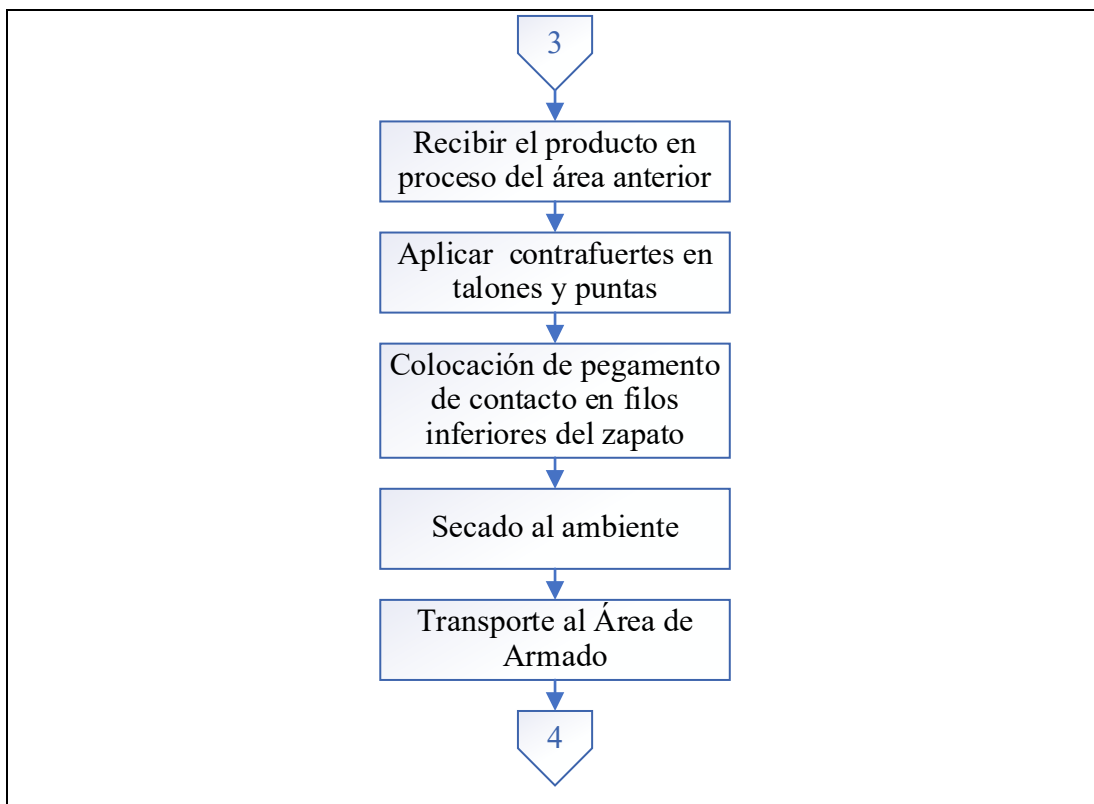 3
Recibir el producto en
proceso del área anterior
Aplicar  contrafuertes en
talones y puntas
Colocación de pegamento
de contacto en filos
inferiores del zapato
Secado al ambiente
Transporte al Área de
Armado
4